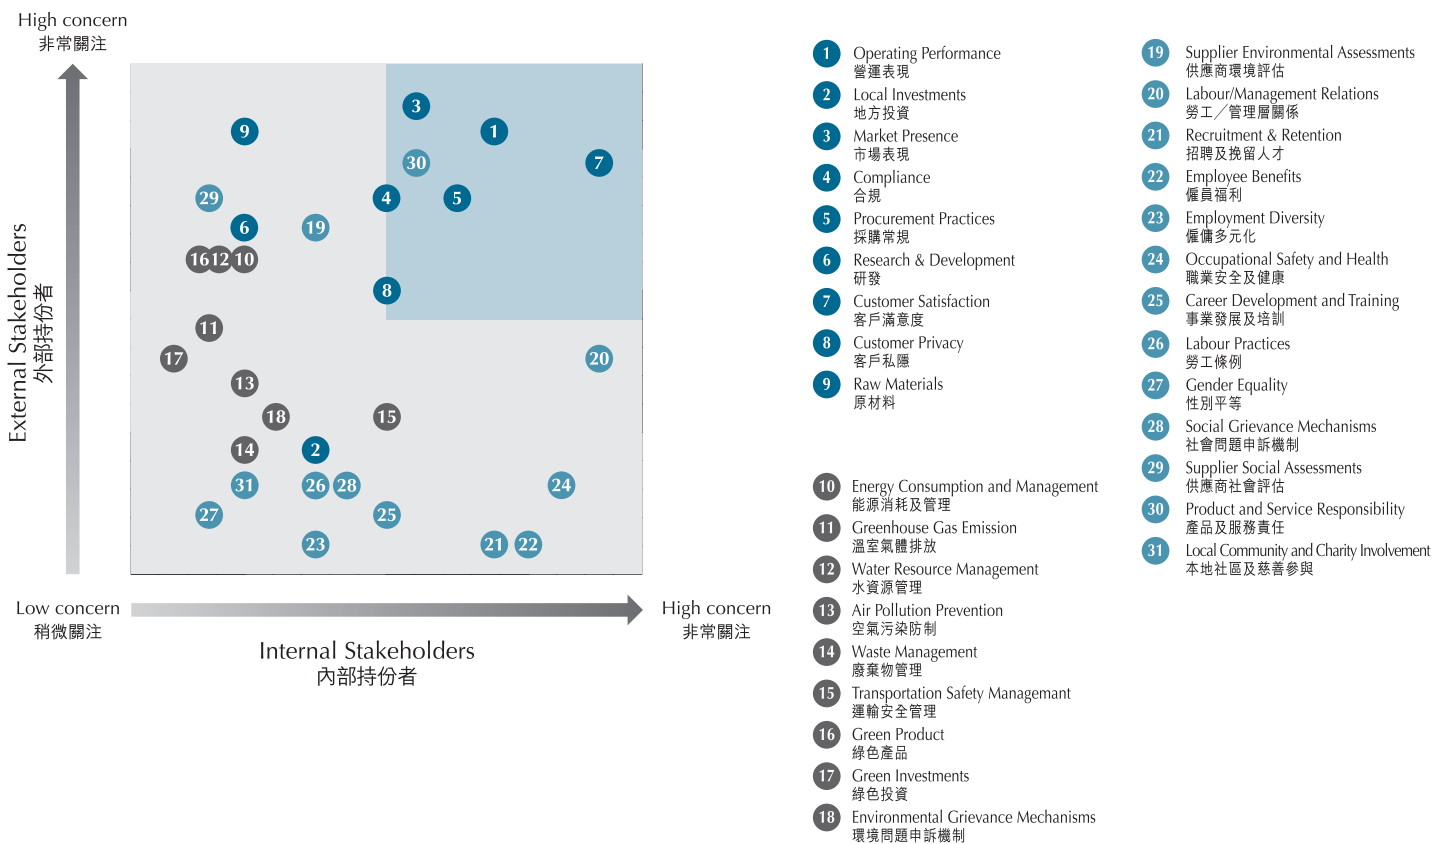 High concern
非常關注
External Stakeholders
外部持份者
3
9
1
30
7
29
4
5
6
19
16
12
10
8
11
17
20
13
18
15
14
2
31
26
28
24
27
25
23
21
22
Low concern
稍微關注
High concern
非常關注
Internal Stakeholders
內部持份者
1 Operating Performance
營運表現
2 Local Investments
地方投資
3 Market Presence
市場表現
4 Compliance
合規
5 Procurement Practices
採購常規
6 Research & Development
研發
7 Customer Satisfaction
客戶滿意度
8 Customer Privacy
客戶私隱
9 Raw Materials
原材料
10 Energy Consumption and Management
能源消耗及管理
11 Greenhouse Gas Emission
溫室氣體排放
12 Water Resource Management
水資源管理
13 Air Pollution Prevention
空氣污染防制
14 Waste Management
廢棄物管理
15 Transportation Safety Managemant
運輸安全管理
16 Green Product
綠色產品
17 Green Investments
綠色投資
18 Environmental Grievance Mechanisms
環境問題申訴機制
19 Supplier Environmental Assessments
供應商環境評估
20 Labour/Management Relations
勞工／管理層關係
21 Recruitment & Retention
招聘及挽留人才
22 Employee Benefits
僱員福利
23 Employment Diversity
僱傭多元化
24 Occupational Safety and Health
職業安全及健康
25 Career Development and Training
事業發展及培訓
26 Labour Practices
勞工條例
27 Gender Equality
性別平等
28 Social Grievance Mechanisms
社會問題申訴機制
29 Supplier Social Assessments
供應商社會評估
30 Product and Service Responsibility
產品及服務責任
31 Local Community and Charity Involvement
本地社區及慈善參與